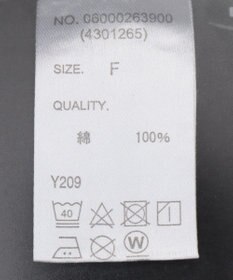 NO. 08000263900
(4301265)
SIZE. F
QUALITY.
綿 100%
Y209
40
W